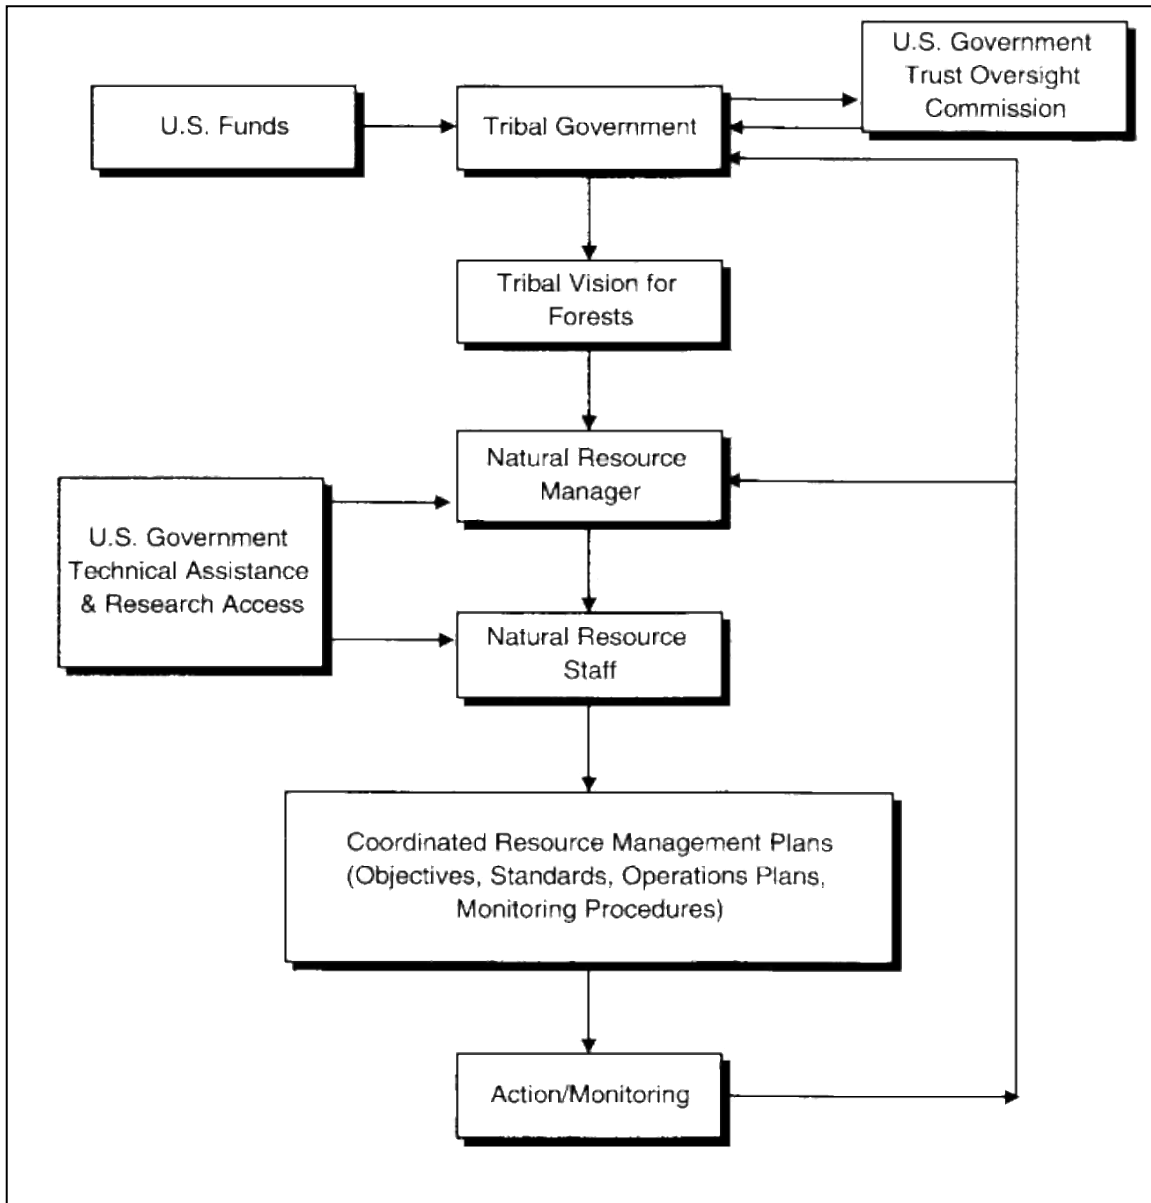 U.S. Government
Trust Oversight
Commission
U.S. Funds
Tribal Government
Tribal Vision for
Forests
Natural Resource
Manager
U.S. Government
Technical Assistance
& Research Access
Natural Resource
Staff
Coordinated Resource Management Plans
(Objectives, Standards, Operations Plans,
Monitoring Procedures)
Action/Monitoring